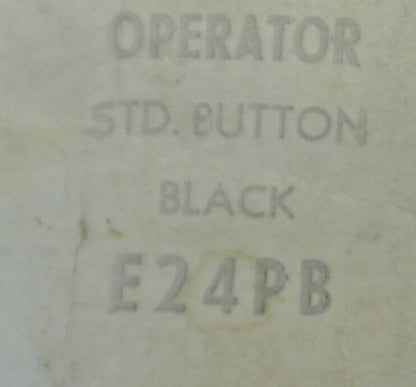 OPERATOR
STD. BUTTON
BLACK
E24PB